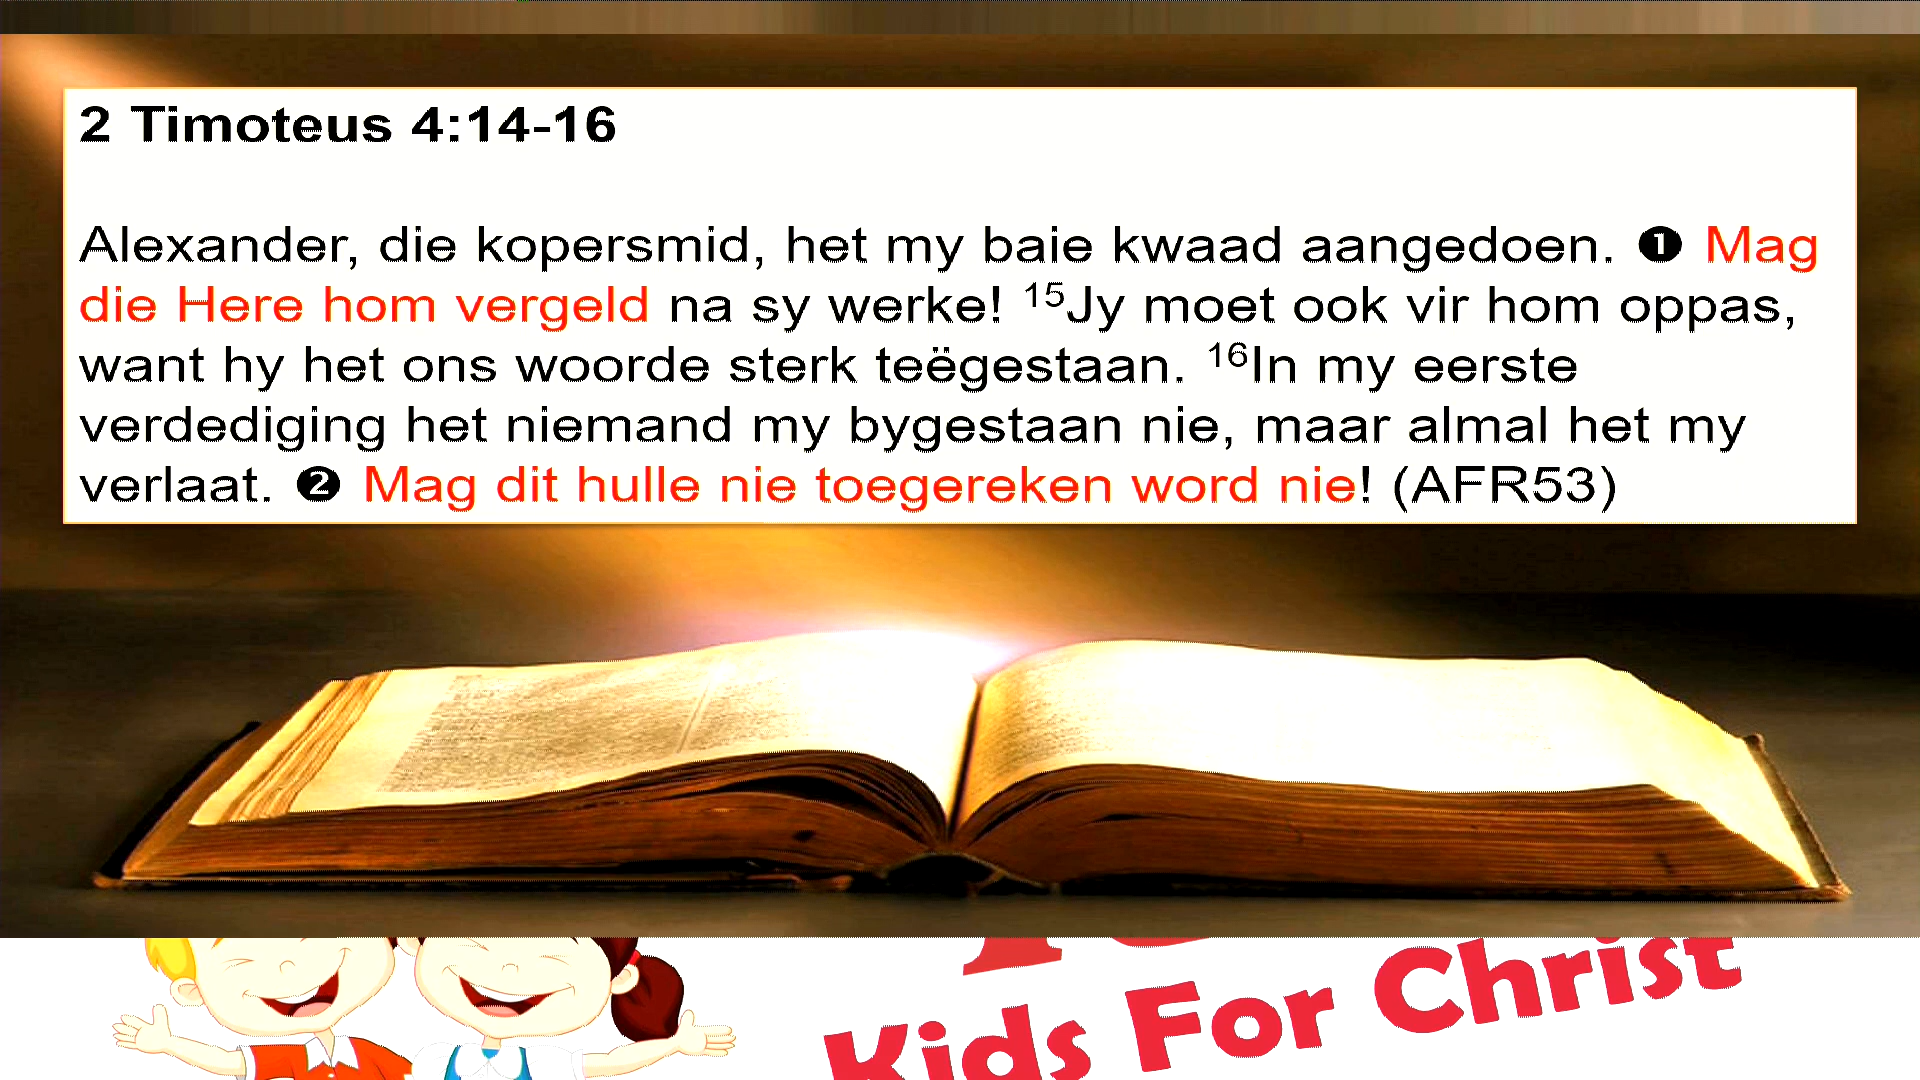 2 Timoteus 4:14-16
Alexander, die kopersmid, het my baie kwaad aangedoen. ❶ Mag
die Here hom vergeld na sy werke! ¹⁵Jy moet ook vir hom oppas,
want hy het ons woorde sterk teëgestaan. ¹⁶In my eerste
verdediging het niemand my bygestaan nie, maar almal het my
verlaat. ❷ Mag dit hulle nie toegereken word nie! (AFR53)
Kids For Christ